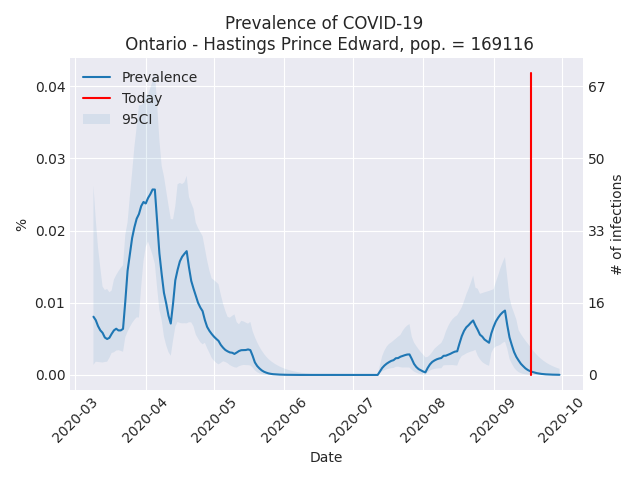 Prevalence of COVID-19
Ontario - Hastings Prince Edward, pop. = 169116
Prevalence
Today
95CI
0.04
0.03
0.02
0.01
0.00
%
67
50
33
16
0
# of infections
2020-03
2020-04
2020-05
2020-06
2020-07
2020-08
2020-09
2020-10
Date